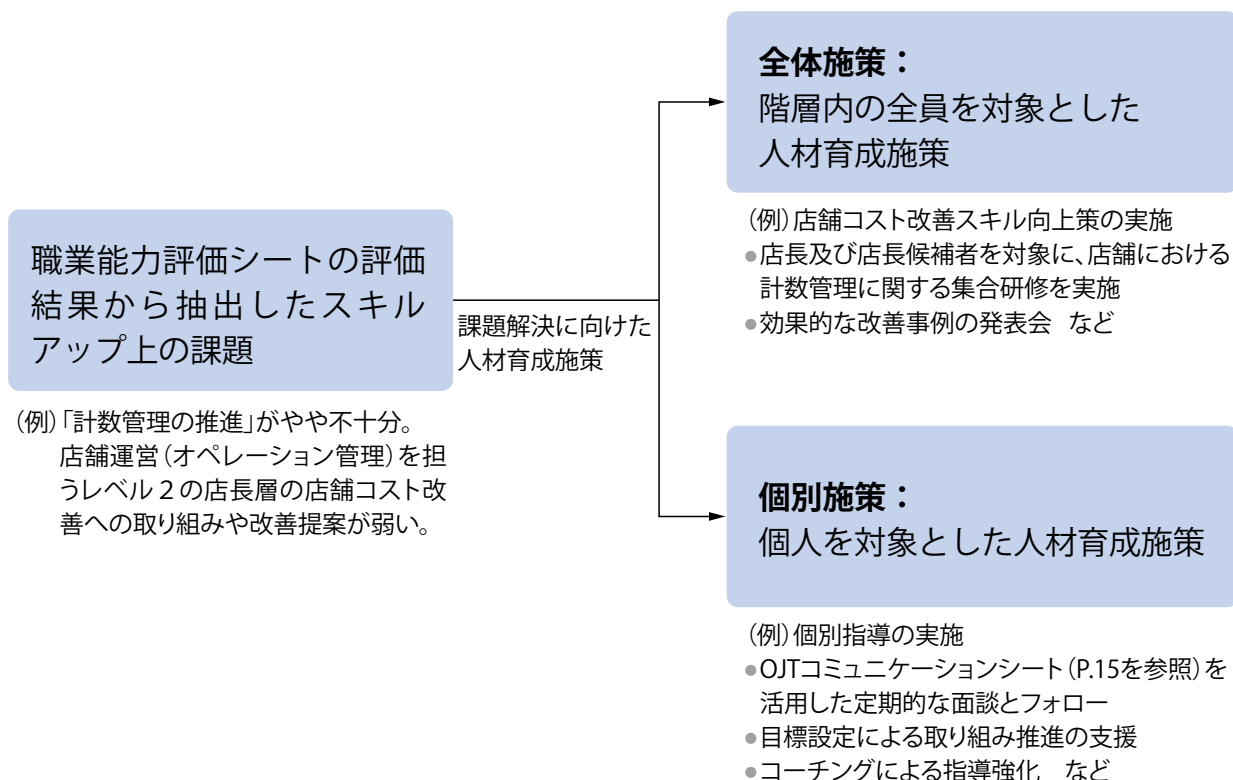 職業能力評価シートの評価
結果から抽出したスキル
アップ上の課題
（例）「計数管理の推進」がやや不十分。
店舗運営（オペレーション管理）を担
うレベル2の店長層の店舗コスト改
善への取り組みや改善提案が弱い。
課題解決に向けた
人材育成施策
全体施策：
階層内の全員を対象とした
人材育成施策
（例）店舗コスト改善スキル向上策の実施
●店長及び店長候補者を対象に、店舗における
計数管理に関する集合研修を実施
●効果的な改善事例の発表会　など
個別施策：
個人を対象とした人材育成施策
（例）個別指導の実施
●OJTコミュニケーションシート（P.15を参照）を
活用した定期的な面談とフォロー
●目標設定による取り組み推進の支援
●コーチングによる指導強化　など